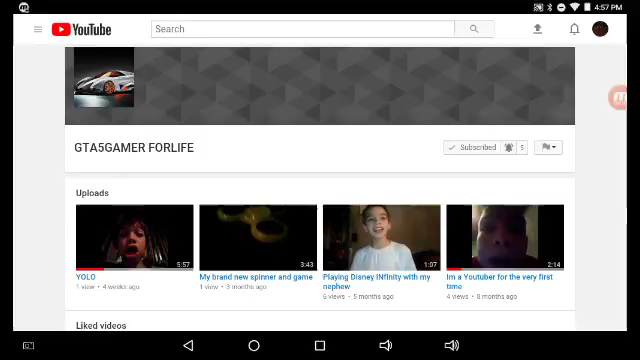 4:57 PM
YouTube
Search
GTA5GAMER FORLIFE
Subscribed 5
Uploads
5:57
3:43
1:07
2:14
YOLO
1 view • 4 weeks ago
My brand new spinner and game
1 view • 3 months ago
Playing Disney INfinity with my
nephew
6 views • 5 months ago
Im a Youtuber for the very first
time
4 views • 8 months ago
Liked videos